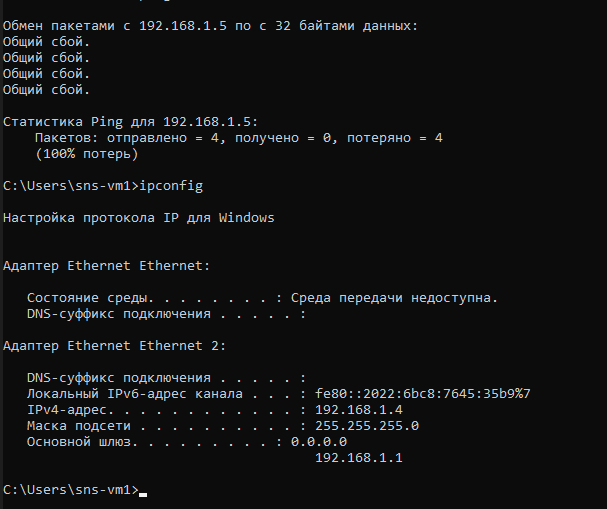 Обмен пакетами с 192.168.1.5 по с 32 байтами данных:
Общий сбой.
Общий сбой.
Общий сбой.
Общий сбой.
Статистика Ping для 192.168.1.5:
Пакетов: отправлено = 4, получено = 0, потеряно = 4
(100% потерь)
C:\Users\sns-vm1>ipconfig
Настройка протокола IP для Windows
Адаптер Ethernet Ethernet:
Состояние среды. . . . . . . . : Среда передачи недоступна.
DNS-суффикс подключения . . . . . :
Адаптер Ethernet Ethernet 2:
DNS-суффикс подключения . . . . . :
Локальный IPv6-адрес канала . . . : fe80::2022:6bc8:7645:35b9%7
IPv4-адрес. . . . . . . . . . . . : 192.168.1.4
Маска подсети . . . . . . . . . . : 255.255.255.0
Основной шлюз. . . . . . . . . : 0.0.0.0
192.168.1.1
C:\Users\sns-vm1>